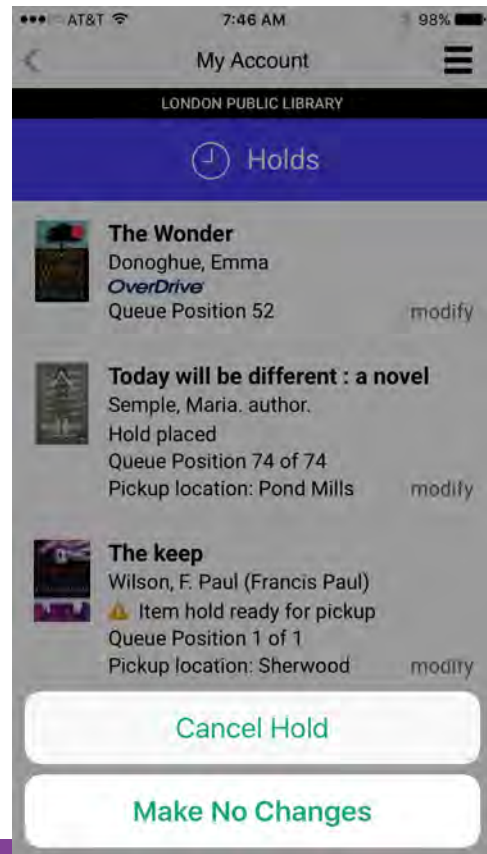 AT&T 7:46 AM 98%
My Account
LONDON PUBLIC LIBRARY
Holds
The Wonder
Donoghue, Emma
OverDrive
Queue Position 52 modify
Today will be different : a novel
Semple, Maria. author.
Hold placed
Queue Position 74 of 74
Pickup location: Pond Mills modify
The keep
Wilson, F. Paul (Francis Paul)
Item hold ready for pickup
Queue Position 1 of 1
Pickup location: Sherwood modify
Cancel Hold
Make No Changes